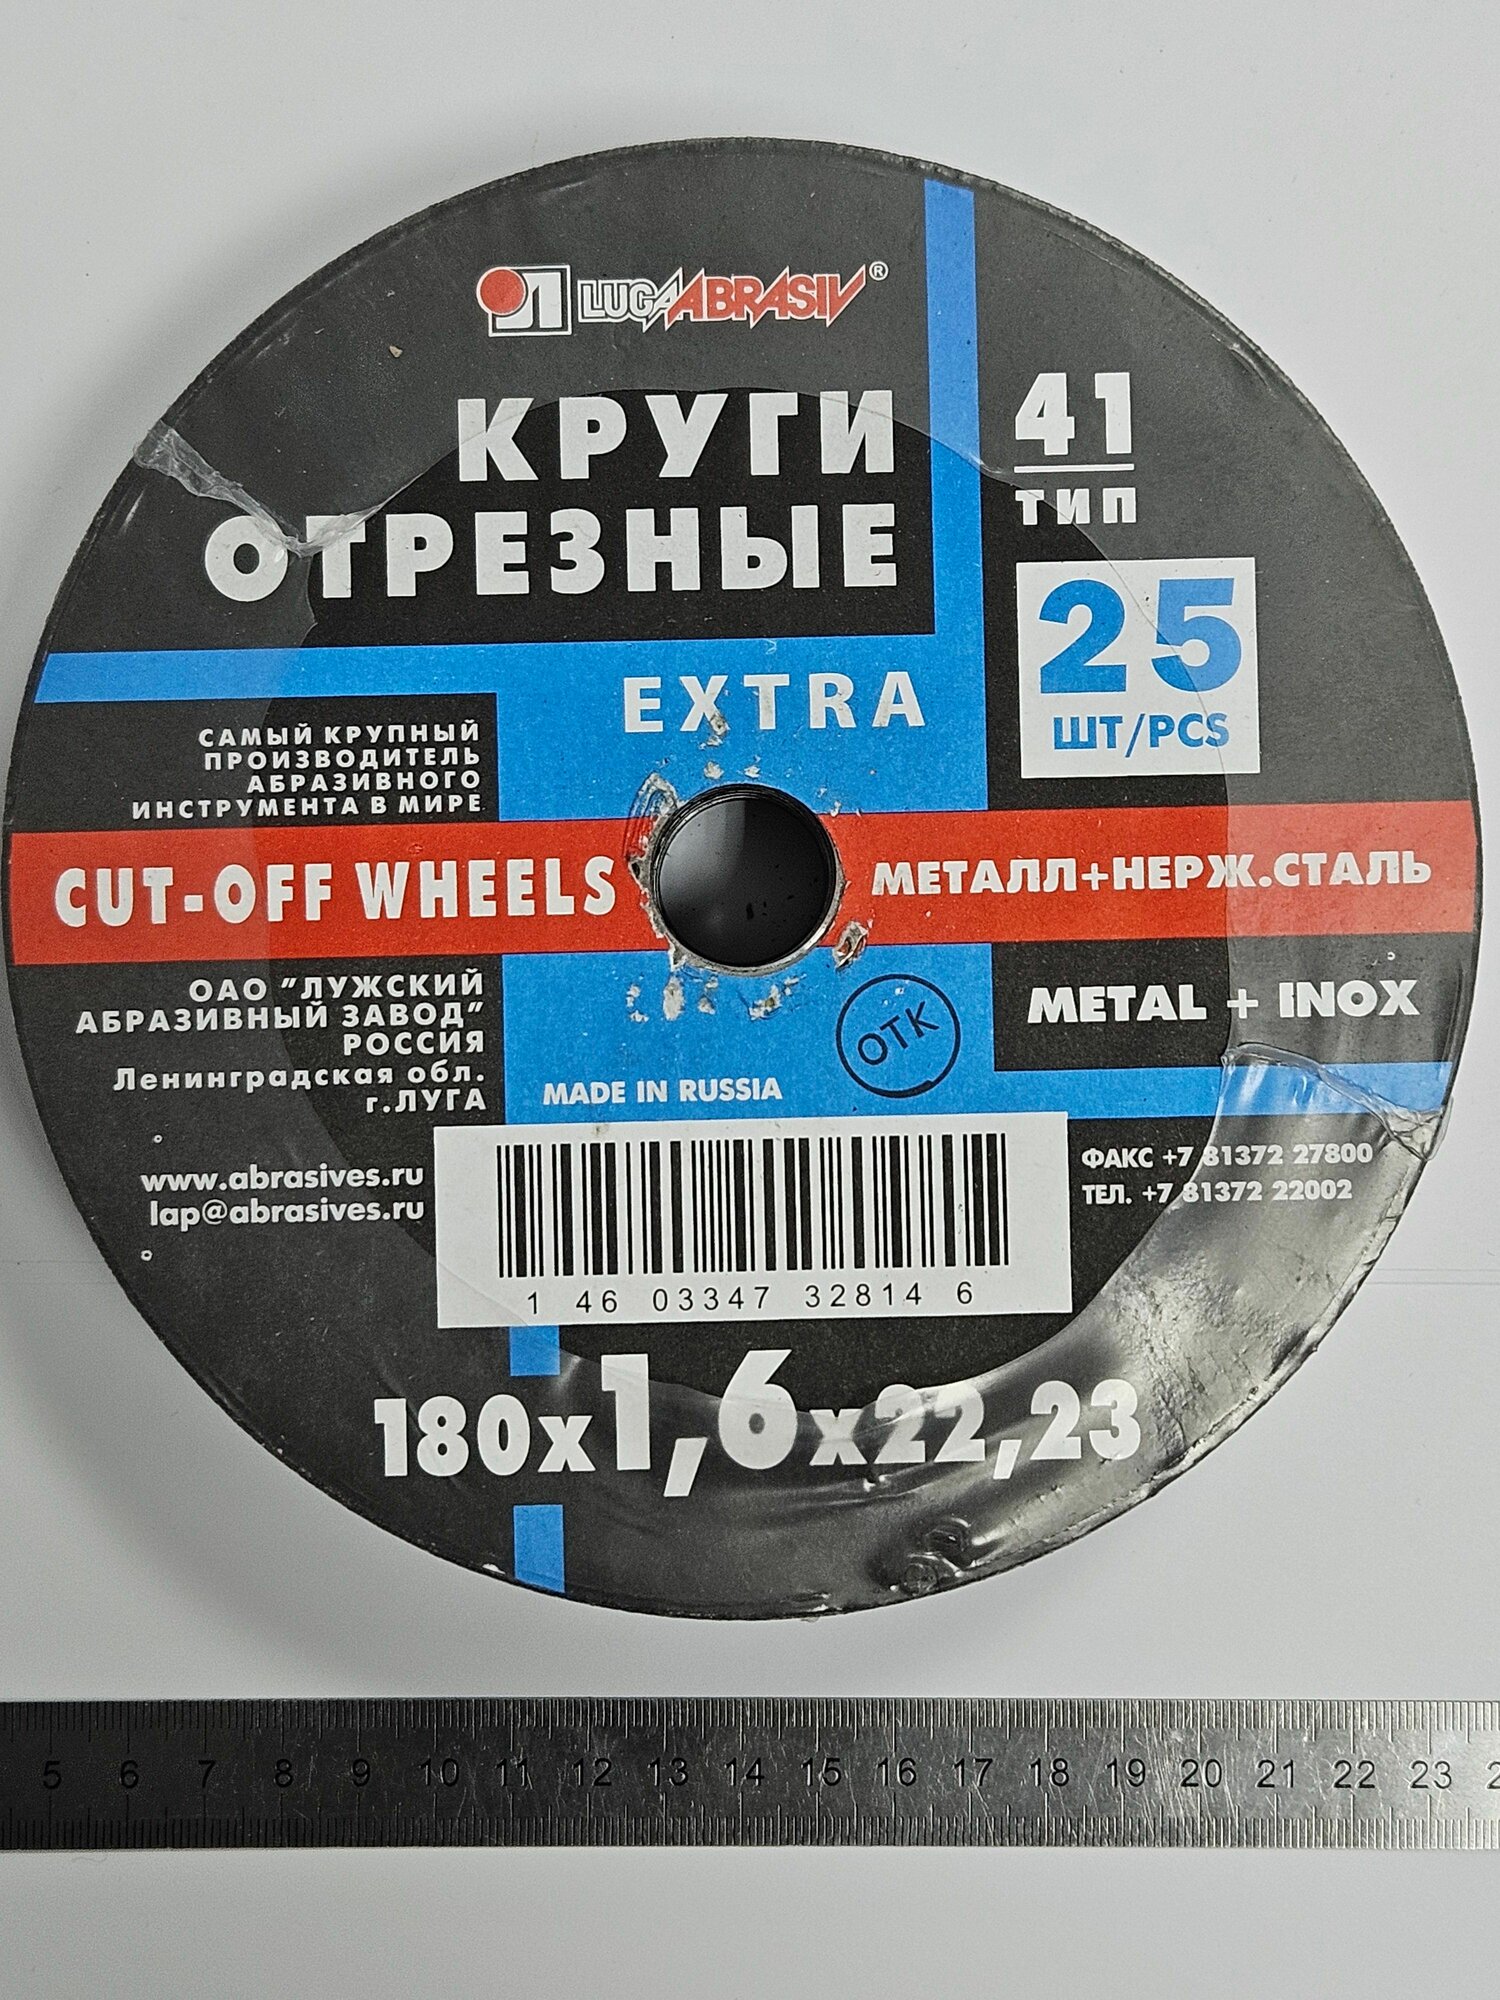 ЛА LUGAABRASIV®
КРУГИ
ОТРЕЗНЫЕ
41
ТИП
25
ШТ/PCS
EXTRA
САМЫЙ КРУПНЫЙ
ПРОИЗВОДИТЕЛЬ
АБРАЗИВНОГО
ИНСТРУМЕНТА В МИРЕ
CUT-OFF WHEELS
МЕТАЛЛ+НЕРЖ.СТАЛЬ
METAL + INOX
ОАО "ЛУЖСКИЙ
АБРАЗИВНЫЙ ЗАВОД"
РОССИЯ
Ленинградская обл.
г.ЛУГА
ОТК
MADE IN RUSSIA
www.abrasives.ru
lap@abrasives.ru
ФАКС +7 81372 27800
ТЕЛ. +7 81372 22002
1 46 03347 32814 6
180x1,6x22,23
5 6 7 8 9 10 11 12 13 14 15 16 17 18 19 20 21 22 23